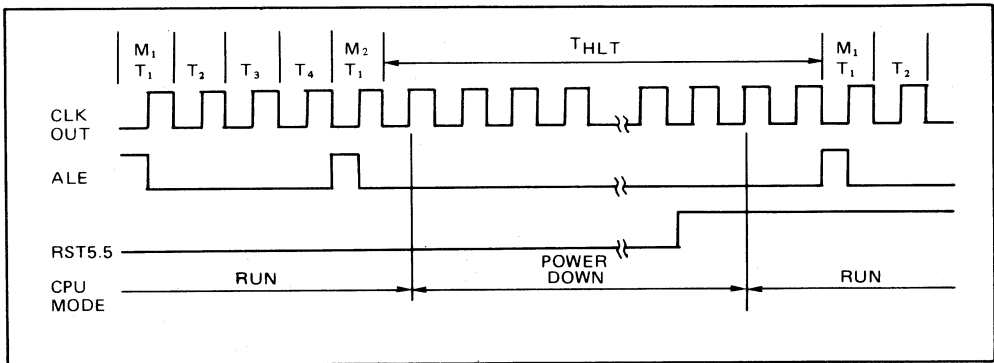 M1 M2 THLT M1
T1 T2 T3 T4 T1 T1 T2
CLK
OUT
ALE
RST5.5
CPU
MODE
RUN
POWER
DOWN
RUN